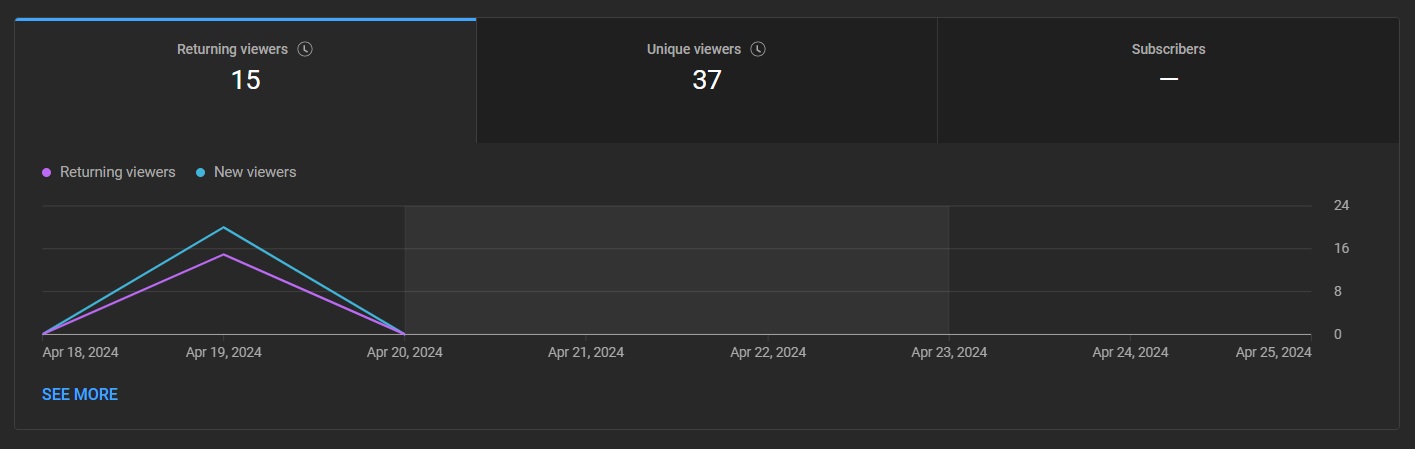 Returning viewers
15
Unique viewers
37
Subscribers
—
Returning viewers
New viewers
24
16
8
0
Apr 18, 2024 Apr 19, 2024 Apr 20, 2024 Apr 21, 2024 Apr 22, 2024 Apr 23, 2024 Apr 24, 2024 Apr 25, 2024
SEE MORE